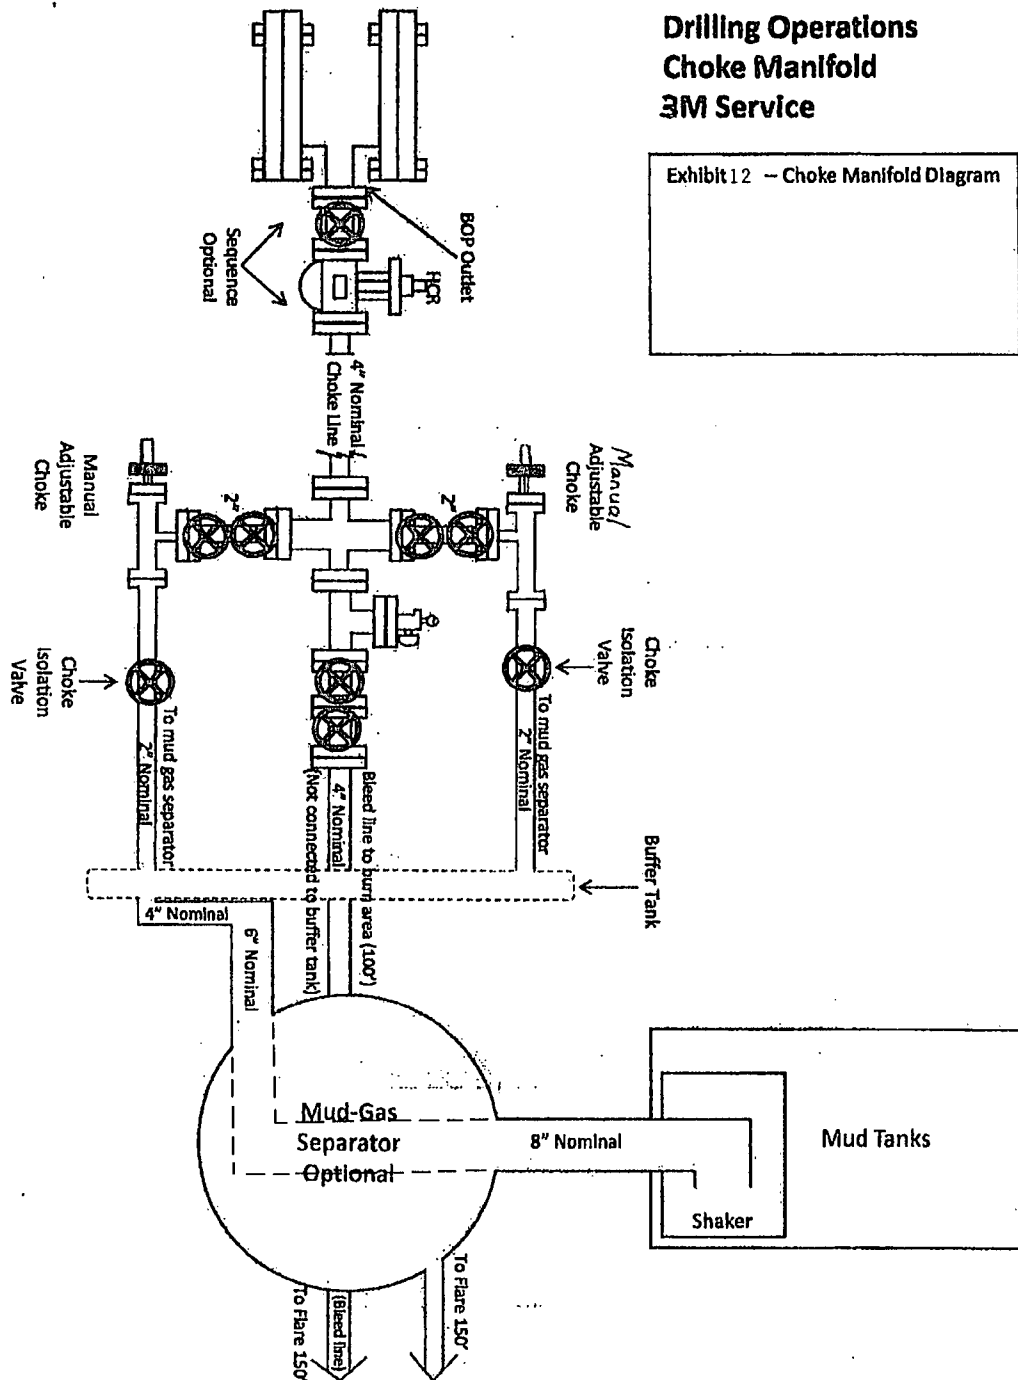 Drilling Operations
Choke Manifold
3M Service
Exhibit 12 – Choke Manifold Diagram
BOP Outlet
HCR
Sequence
Optional
4" Nominal
Choke Line
Manual
Adjustable
Choke
2"
2"
Manual
Adjustable
Choke
Choke
Isolation
Valve
Choke
Isolation
Valve
To mud gas separator
2" Nominal
Bleed line to burn area (100')
4" Nominal
(Not connected to buffer tank)
To mud gas separator
2" Nominal
Buffer Tank
4" Nominal
6" Nominal
Mud-Gas
Separator
Optional
8" Nominal
Mud Tanks
Shaker
To Flare 150'
(Bleed line)
To Flare 150'